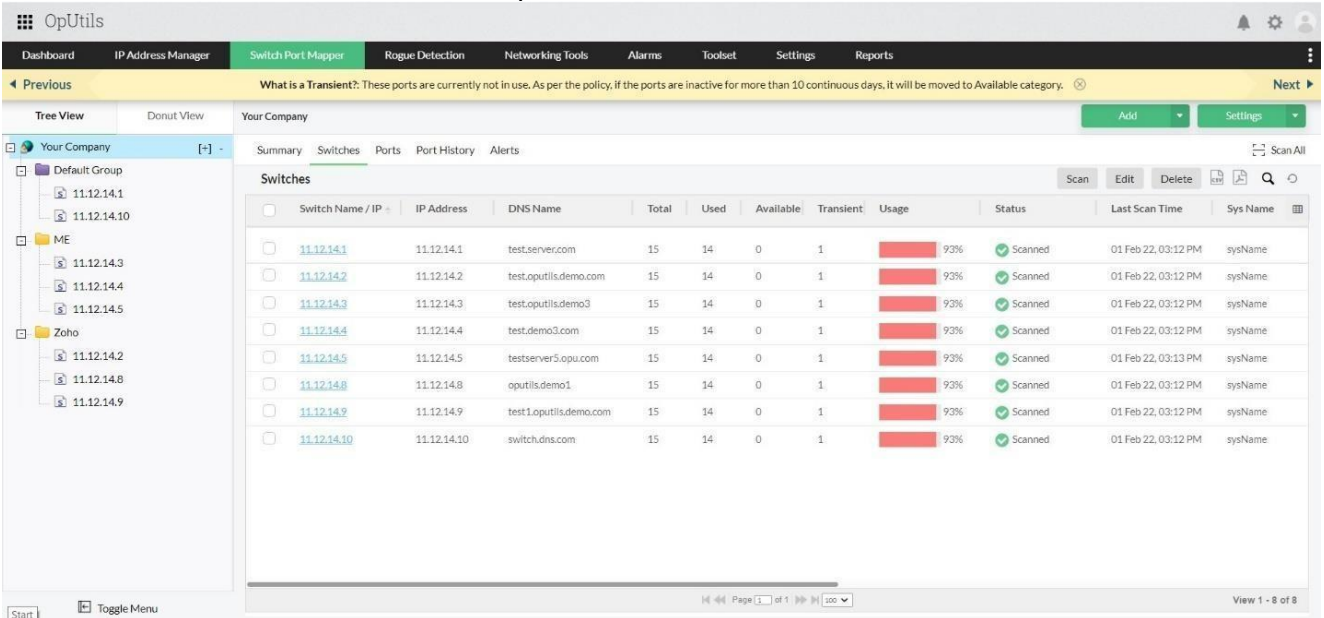 OpUtils
Dashboard IP Address Manager Switch Port Mapper Rogue Detection Networking Tools Alarms Toolset Settings Reports
Previous What is a Transient?: These ports are currently not in use. As per the policy, if the ports are inactive for more than 10 continuous days, it will be moved to Available category. Next
Tree View Donut View Your Company Add Settings
Your Company [+] - Summary Switches Ports Port History Alerts Scan All
Default Group Switches Scan Edit Delete CSV
11.12.14.1
11.12.14.10
ME
11.12.14.3
11.12.14.4
11.12.14.5
Zoho
11.12.14.2
11.12.14.8
11.12.14.9
Switch Name / IP IP Address DNS Name Total Used Available Transient Usage Status Last Scan Time Sys Name
11.12.14.1 11.12.14.1 test.server.com 15 14 0 1 93% Scanned 01 Feb 22, 03:12 PM sysName
11.12.14.2 11.12.14.2 test.oputils.demo.com 15 14 0 1 93% Scanned 01 Feb 22, 03:12 PM sysName
11.12.14.3 11.12.14.3 test.oputils.demo3 15 14 0 1 93% Scanned 01 Feb 22, 03:12 PM sysName
11.12.14.4 11.12.14.4 test.demo3.com 15 14 0 1 93% Scanned 01 Feb 22, 03:12 PM sysName
11.12.14.5 11.12.14.5 testserver5.opu.com 15 14 0 1 93% Scanned 01 Feb 22, 03:13 PM sysName
11.12.14.8 11.12.14.8 oputils.demo1 15 14 0 1 93% Scanned 01 Feb 22, 03:12 PM sysName
11.12.14.9 11.12.14.9 test1.oputils.demo.com 15 14 0 1 93% Scanned 01 Feb 22, 03:12 PM sysName
11.12.14.10 11.12.14.10 switch.dns.com 15 14 0 1 93% Scanned 01 Feb 22, 03:12 PM sysName
Start Toggle Menu Page 1 of 1 100 View 1 - 8 of 8